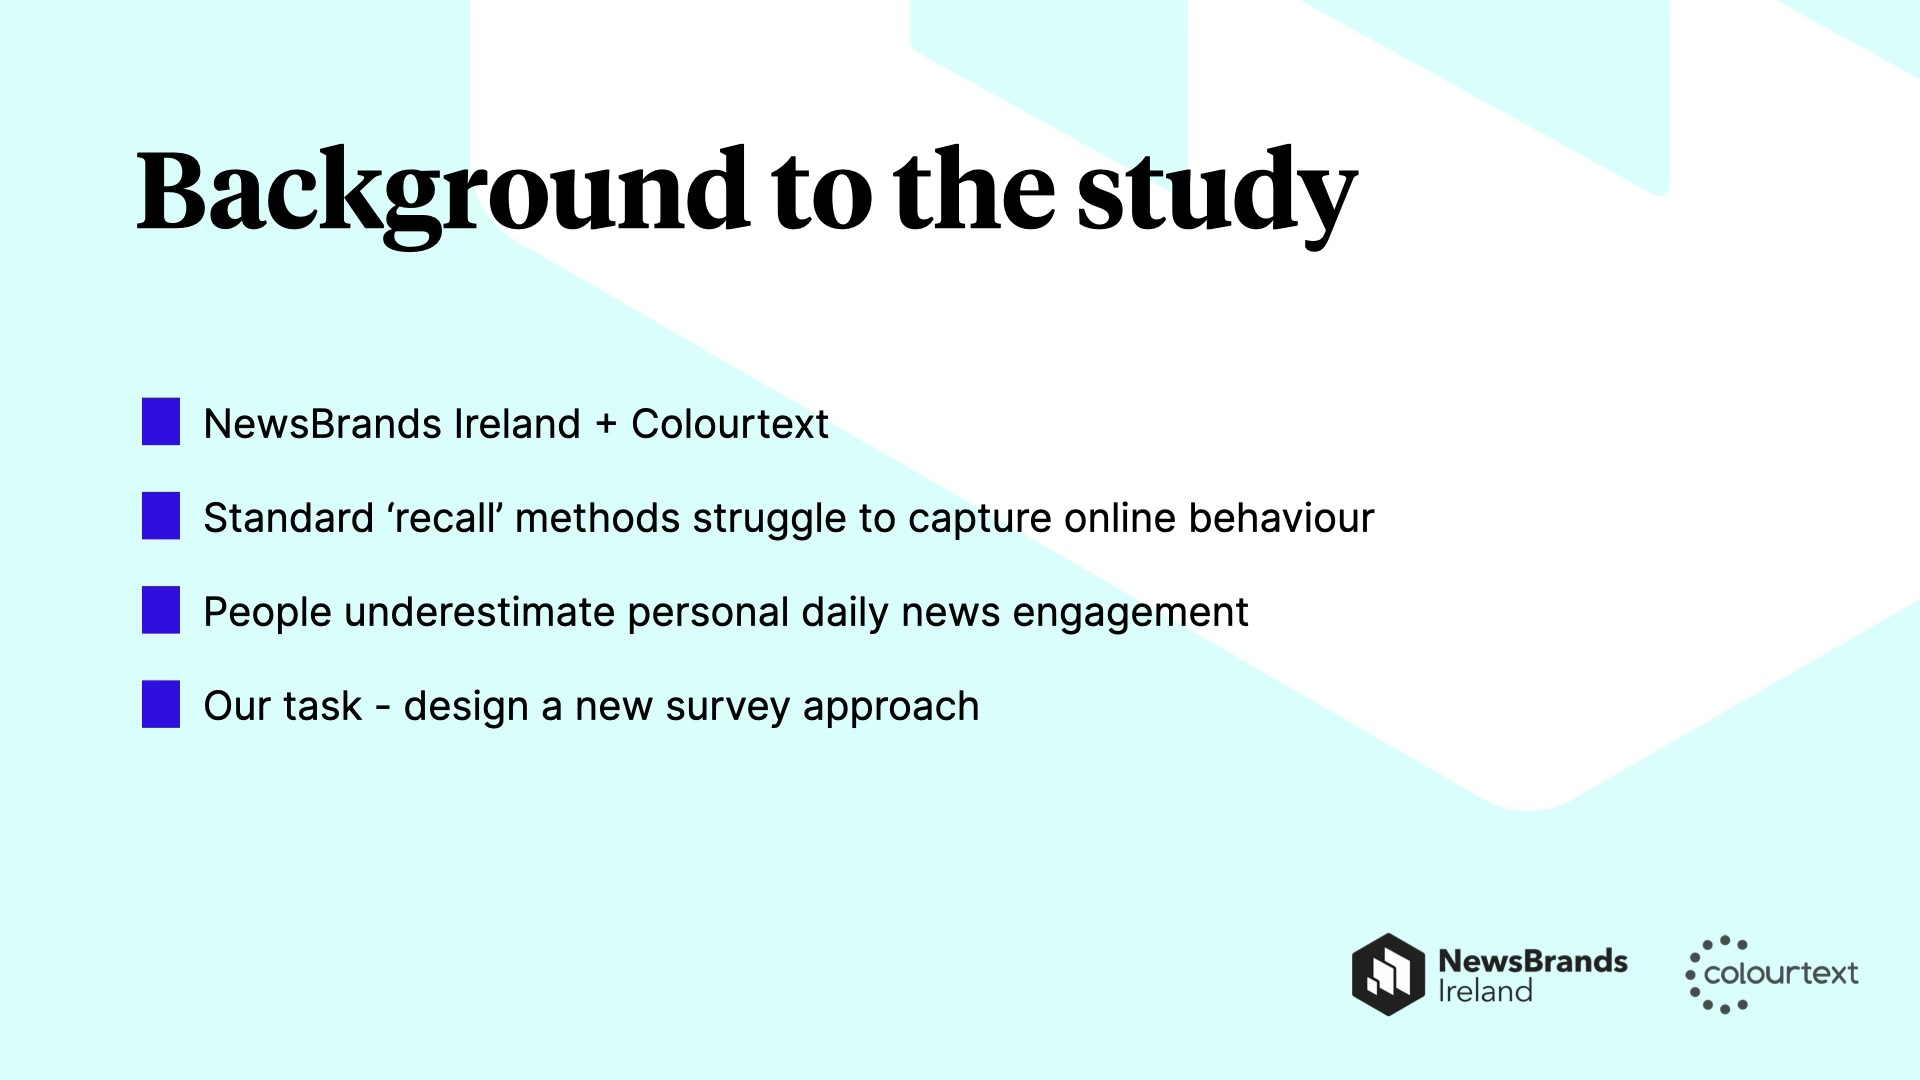 Background to the study
NewsBrands Ireland + Colourtext
Standard ‘recall’ methods struggle to capture online behaviour
People underestimate personal daily news engagement
Our task - design a new survey approach
NewsBrands
Ireland
colourtext